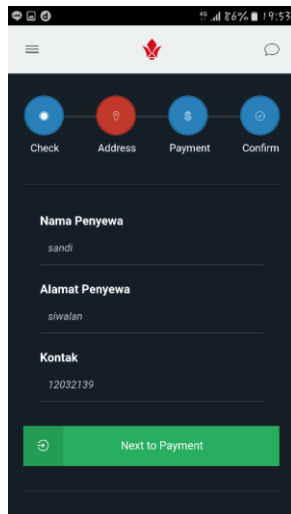 86% 19:53
Check Address Payment Confirm
Nama Penyewa
sandi
Alamat Penyewa
siwalan
Kontak
12032139
Next to Payment